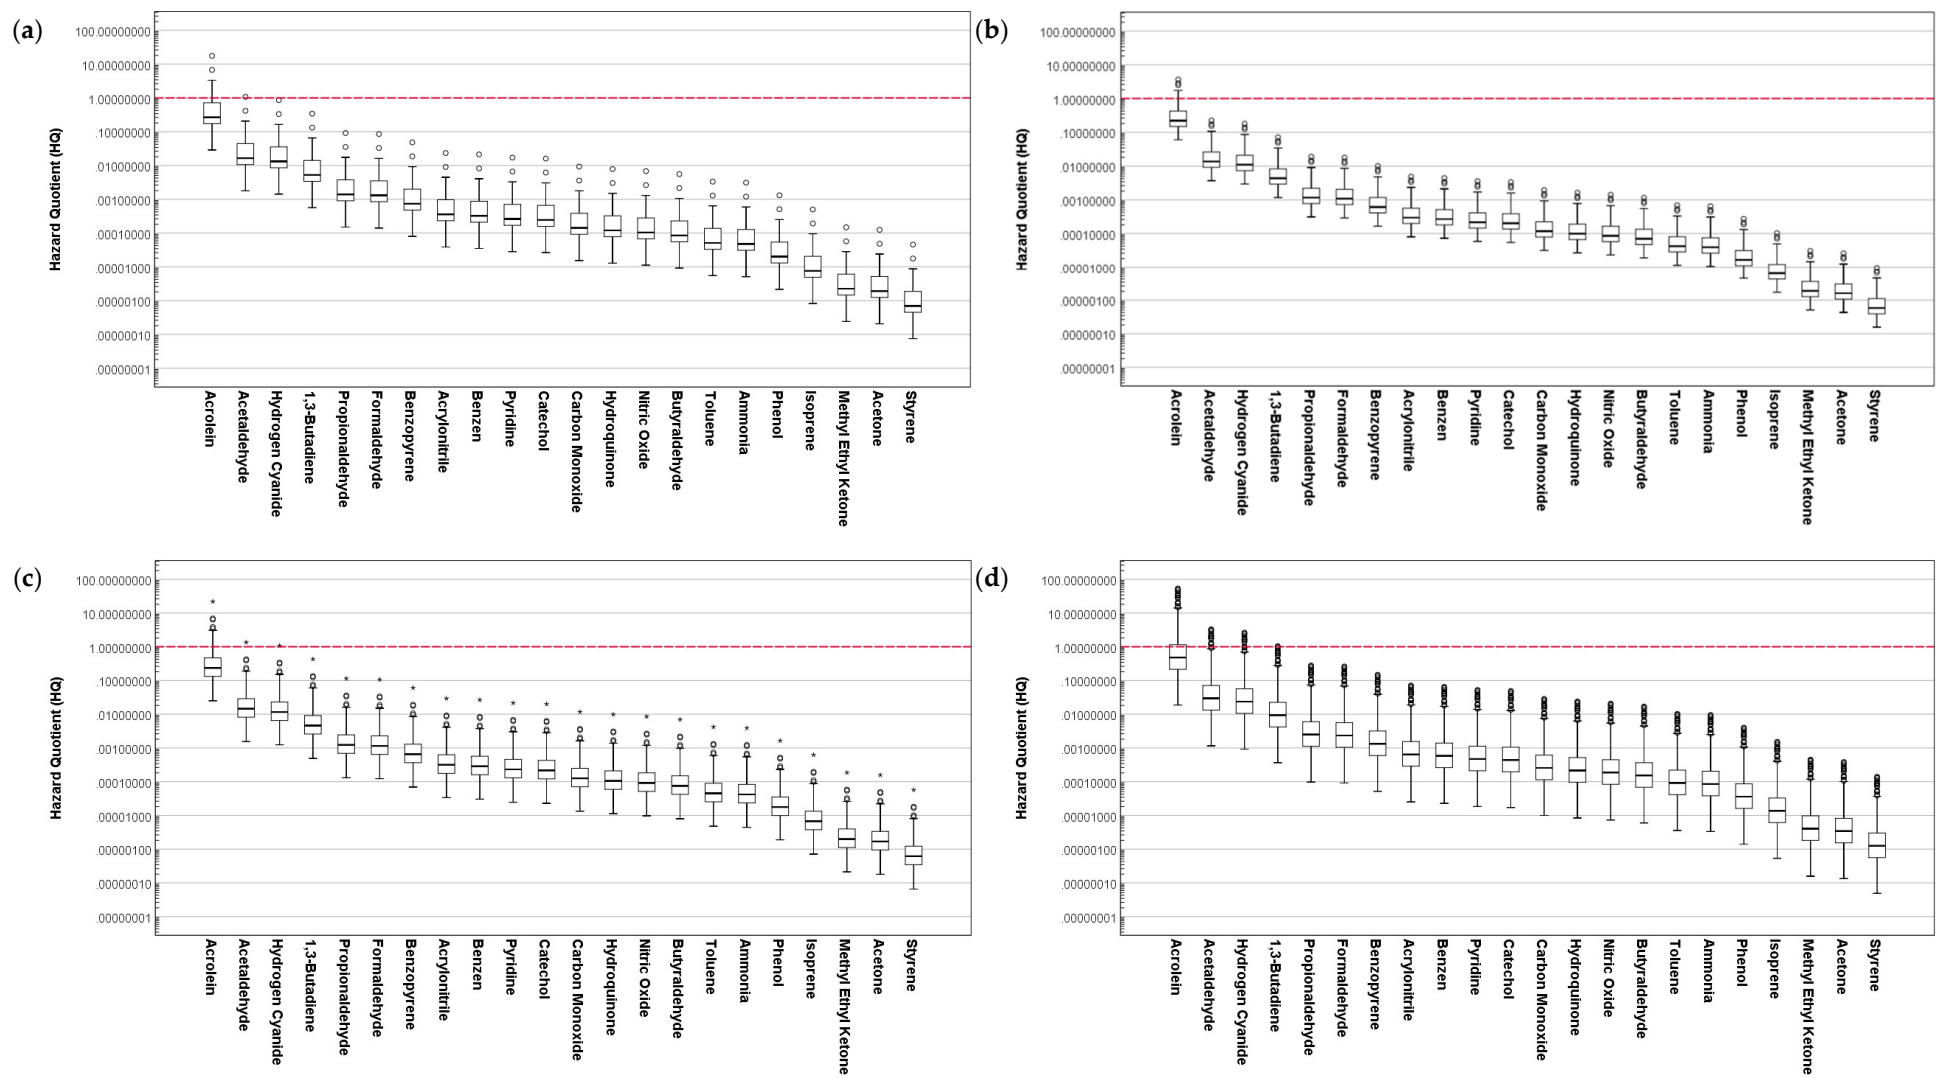 (a)
Hazard Quotient (HQ)
100.00000000
10.00000000
1.00000000
.10000000
.01000000
.00100000
.00010000
.00001000
.00000100
.00000010
.00000001
Acrolein
Acetaldehyde
Hydrogen Cyanide
1,3-Butadiene
Propionaldehyde
Formaldehyde
Benzopyrene
Acrylonitrile
Benzen
Pyridine
Catechol
Carbon Monoxide
Hydroquinone
Nitric Oxide
Butyraldehyde
Toluene
Ammonia
Phenol
Isoprene
Methyl Ethyl Ketone
Acetone
Styrene
(b)
Hazard Quotient (HQ)
100.00000000
10.00000000
1.00000000
.10000000
.01000000
.00100000
.00010000
.00001000
.00000100
.00000010
.00000001
Acrolein
Acetaldehyde
Hydrogen Cyanide
1,3-Butadiene
Propionaldehyde
Formaldehyde
Benzopyrene
Acrylonitrile
Benzen
Pyridine
Catechol
Carbon Monoxide
Hydroquinone
Nitric Oxide
Butyraldehyde
Toluene
Ammonia
Phenol
Isoprene
Methyl Ethyl Ketone
Acetone
Styrene
(c)
Hazard Quotient (HQ)
100.00000000
10.00000000
1.00000000
.10000000
.01000000
.00100000
.00010000
.00001000
.00000100
.00000010
.00000001
Acrolein
Acetaldehyde
Hydrogen Cyanide
1,3-Butadiene
Propionaldehyde
Formaldehyde
Benzopyrene
Acrylonitrile
Benzen
Pyridine
Catechol
Carbon Monoxide
Hydroquinone
Nitric Oxide
Butyraldehyde
Toluene
Ammonia
Phenol
Isoprene
Methyl Ethyl Ketone
Acetone
Styrene
(d)
Hazard Quotient (HQ)
100.00000000
10.00000000
1.00000000
.10000000
.01000000
.00100000
.00010000
.00001000
.00000100
.00000010
.00000001
Acrolein
Acetaldehyde
Hydrogen Cyanide
1,3-Butadiene
Propionaldehyde
Formaldehyde
Benzopyrene
Acrylonitrile
Benzen
Pyridine
Catechol
Carbon Monoxide
Hydroquinone
Nitric Oxide
Butyraldehyde
Toluene
Ammonia
Phenol
Isoprene
Methyl Ethyl Ketone
Acetone
Styrene